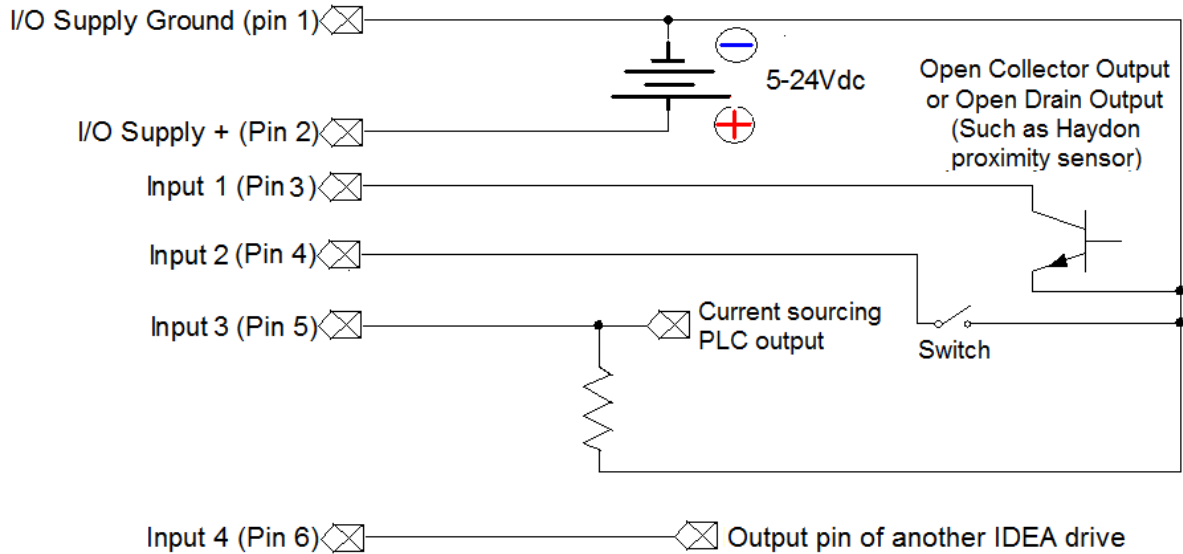 I/O Supply Ground (pin 1)
5-24Vdc
Open Collector Output
or Open Drain Output
(Such as Haydon
proximity sensor)
I/O Supply + (Pin 2)
Input 1 (Pin 3)
Input 2 (Pin 4)
Input 3 (Pin 5)
Current sourcing
PLC output
Switch
Input 4 (Pin 6)
Output pin of another IDEA drive